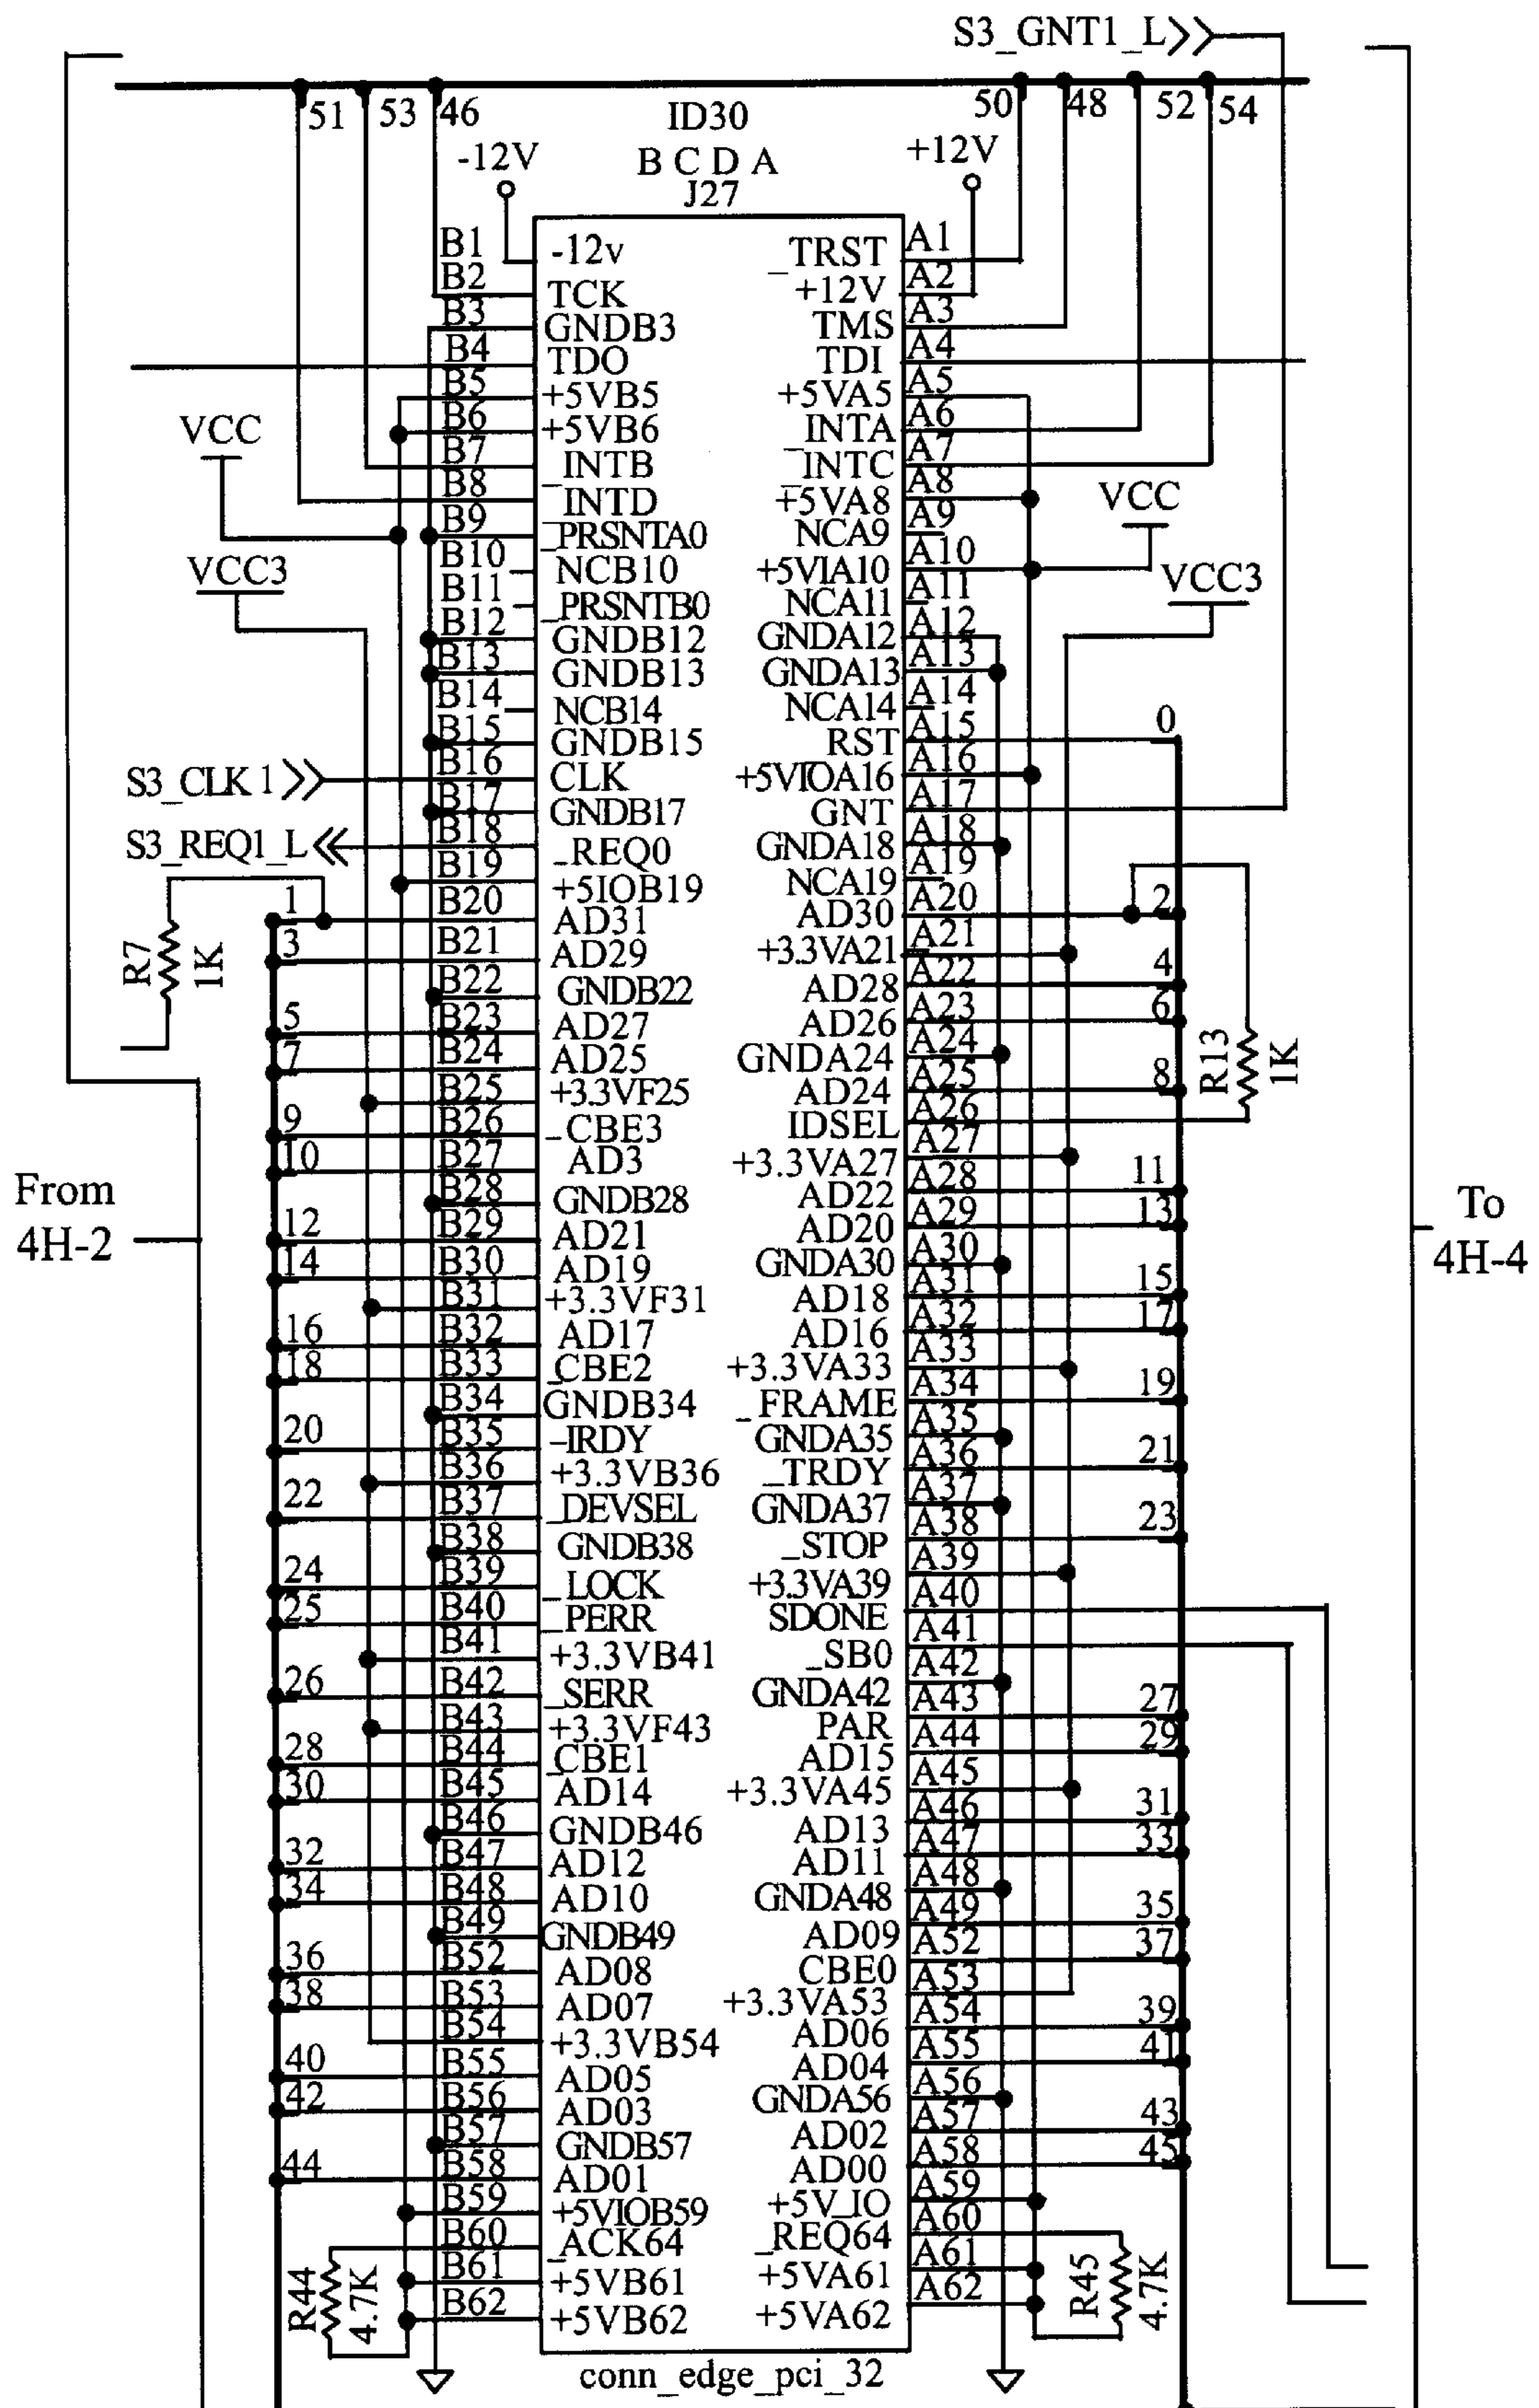 S3_GNT1_L
51 53 46 ID30 50 48 52 54
-12V B C D A +12V
J27
B1 -12v _TRST A1
B2 TCK +12V A2
B3 GNDB3 TMS A3
B4 TDO TDI A4
B5 +5VB5 +5VA5 A5
VCC B6 +5VB6 _INTA A6
B7 _INTB _INTC A7
B8 _INTD +5VA8 A8 VCC
B9 _PRSNTA0 NCA9 A9
VCC3 B10 NCB10 +5VIA10 A10 VCC3
B11 _PRSNTB0 NCA11 A11
B12 GNDB12 GNDA12 A12
B13 GNDB13 GNDA13 A13
B14 NCB14 NCA14 A14
B15 GNDB15 RST A15 0
S3_CLK 1 B16 CLK +5VIOA16 A16
B17 GNDB17 GNT A17
S3_REQ1_L B18 _REQ0 GNDA18 A18
B19 +5IOB19 NCA19 A19
1 B20 AD31 AD30 A20 2
R7 1K 3 B21 AD29 +3.3VA21 A21
B22 GNDB22 AD28 A22 4
5 B23 AD27 AD26 A23 6
7 B24 AD25 GNDA24 A24 R13 1K
B25 +3.3VF25 AD24 A25 8
9 B26 _CBE3 IDSEL A26
10 B27 AD3 +3.3VA27 A27
From B28 GNDB28 AD22 A28 11 To
4H-2 12 B29 AD21 AD20 A29 13 4H-4
14 B30 AD19 GNDA30 A30
B31 +3.3VF31 AD18 A31 15
16 B32 AD17 AD16 A32 17
18 B33 _CBE2 +3.3VA33 A33
B34 GNDB34 _FRAME A34 19
20 B35 _IRDY GNDA35 A35
B36 +3.3VB36 _TRDY A36 21
22 B37 _DEVSEL GNDA37 A37
B38 GNDB38 _STOP A38 23
24 B39 _LOCK +3.3VA39 A39
25 B40 _PERR SDONE A40
B41 +3.3VB41 _SB0 A41
26 B42 _SERR GNDA42 A42
B43 +3.3VF43 PAR A43 27
28 B44 _CBE1 AD15 A44 29
30 B45 AD14 +3.3VA45 A45
B46 GNDB46 AD13 A46 31
32 B47 AD12 AD11 A47 33
34 B48 AD10 GNDA48 A48
B49 GNDB49 AD09 A49 35
36 B52 AD08 CBE0 A52 37
38 B53 AD07 +3.3VA53 A53
B54 +3.3VB54 AD06 A54 39
40 B55 AD05 AD04 A55 41
42 B56 AD03 GNDA56 A56
B57 GNDB57 AD02 A57 43
44 B58 AD01 AD00 A58 45
B59 +5VIOB59 +5V_IO A59
B60 _ACK64 _REQ64 A60
R44 4.7K B61 +5VB61 +5VA61 A61 R45 4.7K
B62 +5VB62 +5VA62 A62
conn_edge_pci_32